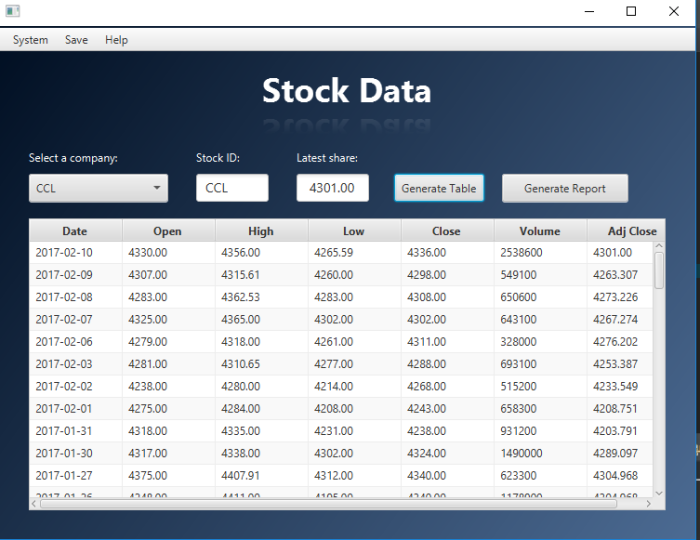 System Save Help
Stock Data
Select a company: Stock ID: Latest share:
CCL CCL 4301.00 Generate Table Generate Report
Date Open High Low Close Volume Adj Close
2017-02-10 4330.00 4356.00 4265.59 4336.00 2538600 4301.00
2017-02-09 4307.00 4315.61 4260.00 4298.00 549100 4263.307
2017-02-08 4283.00 4362.53 4283.00 4308.00 650600 4273.226
2017-02-07 4325.00 4365.00 4302.00 4302.00 643100 4267.274
2017-02-06 4279.00 4318.00 4261.00 4311.00 328000 4276.202
2017-02-03 4281.00 4310.65 4277.00 4288.00 693100 4253.387
2017-02-02 4238.00 4280.00 4214.00 4268.00 515200 4233.549
2017-02-01 4275.00 4284.00 4208.00 4243.00 658300 4208.751
2017-01-31 4318.00 4335.00 4231.00 4238.00 931200 4203.791
2017-01-30 4317.00 4338.00 4302.00 4324.00 1490000 4289.097
2017-01-27 4375.00 4407.91 4312.00 4340.00 623300 4304.968